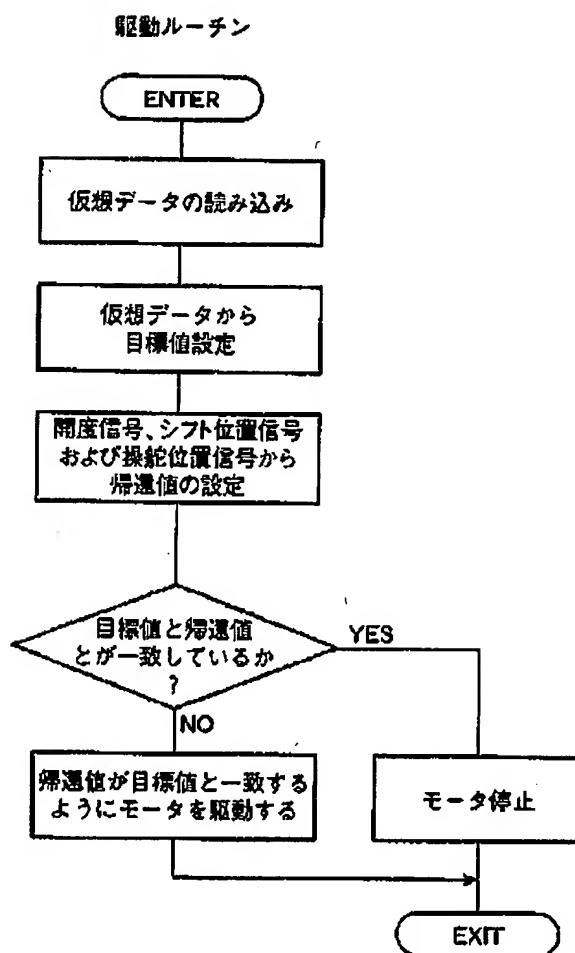 駆動ルーチン
ENTER
仮想データの読み込み
仮想データから
目標値設定
開度信号、シフト位置信号
および操舵位置信号から
帰還値の設定
目標値と帰還値
とが一致しているか
?
YES
NO
帰還値が目標値と一致する
ようにモータを駆動する
モータ停止
EXIT